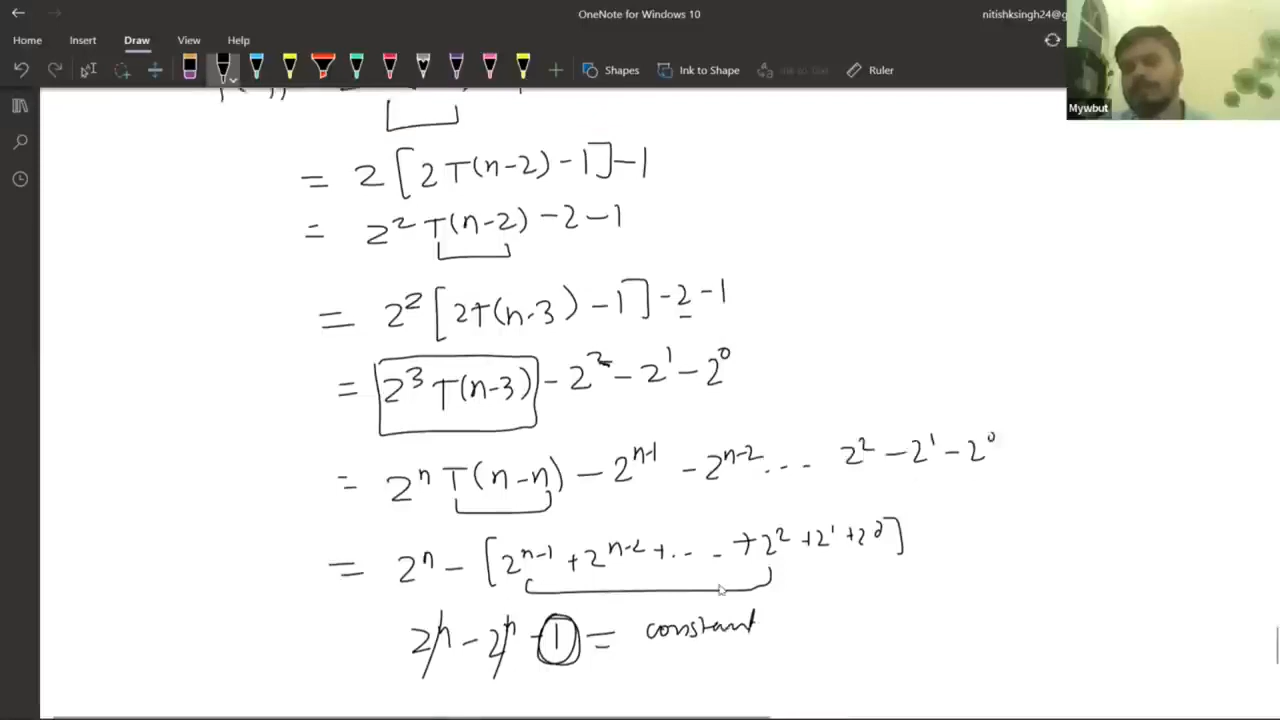 OneNote for Windows 10
nitishksingh24@g
Home Insert Draw View Help
Shapes Ink to Shape Ruler
Mywbut
= 2[2T(n-2)-1]-1
= 2² T(n-2) -2-1
= 2² [2T(n-3) -1] -2-1
= 2³ T(n-3) - 2² - 2¹ - 2⁰
= 2ⁿ T(n-n) - 2ⁿ⁻¹ - 2ⁿ⁻² ... 2² - 2¹ - 2⁰
= 2ⁿ - [2ⁿ⁻¹ + 2ⁿ⁻² + ... + 2² + 2¹ + 2⁰]
2ⁿ - 2ⁿ - 1 = constant